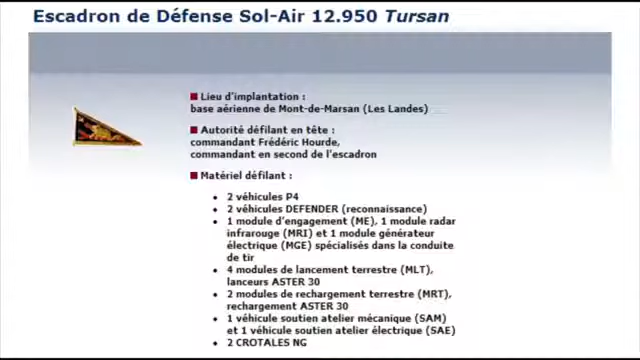 Escadron de Défense Sol-Air 12.950 Tursan
Lieu d'implantation :
base aérienne de Mont-de-Marsan (Les Landes)
Autorité défilant en tête :
commandant Frédéric Hourde,
commandant en second de l'escadron
Matériel défilant :
• 2 véhicules P4
• 2 véhicules DEFENDER (reconnaissance)
• 1 module d'engagement (ME), 1 module radar
infrarouge (MRI) et 1 module générateur
électrique (MGE) spécialisés dans la conduite
de tir
• 4 modules de lancement terrestre (MLT),
lanceurs ASTER 30
• 2 modules de rechargement terrestre (MRT),
rechargement ASTER 30
• 1 véhicule soutien atelier mécanique (SAM)
et 1 véhicule soutien atelier électrique (SAE)
• 2 CROTALES NG